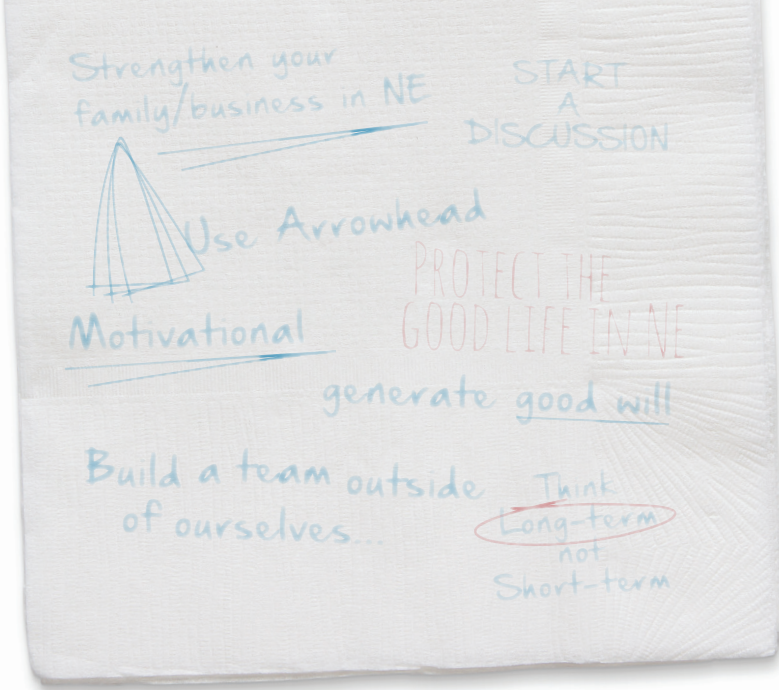 Strengthen your
family/business in NE
START
A
DISCUSSION
Use Arrowhead
PROTECT THE
GOOD LIFE IN NE
Motivational
generate good will
Build a team outside
of ourselves...
Think
Long-term
not
Short-term